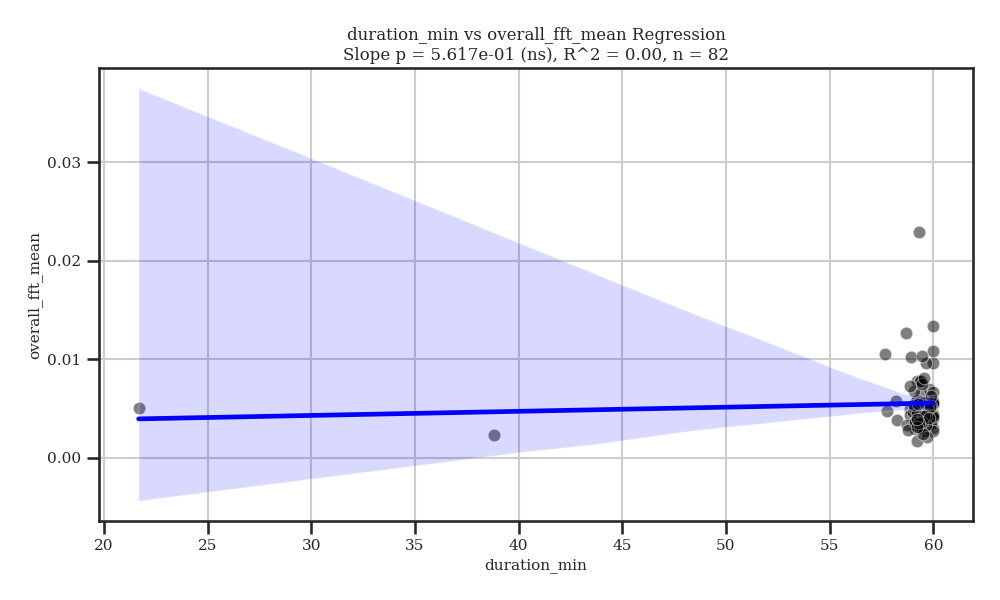 duration_min vs overall_fft_mean Regression
Slope p = 5.617e-01 (ns), R^2 = 0.00, n = 82
overall_fft_mean
0.03
0.02
0.01
0.00
20 25 30 35 40 45 50 55 60
duration_min